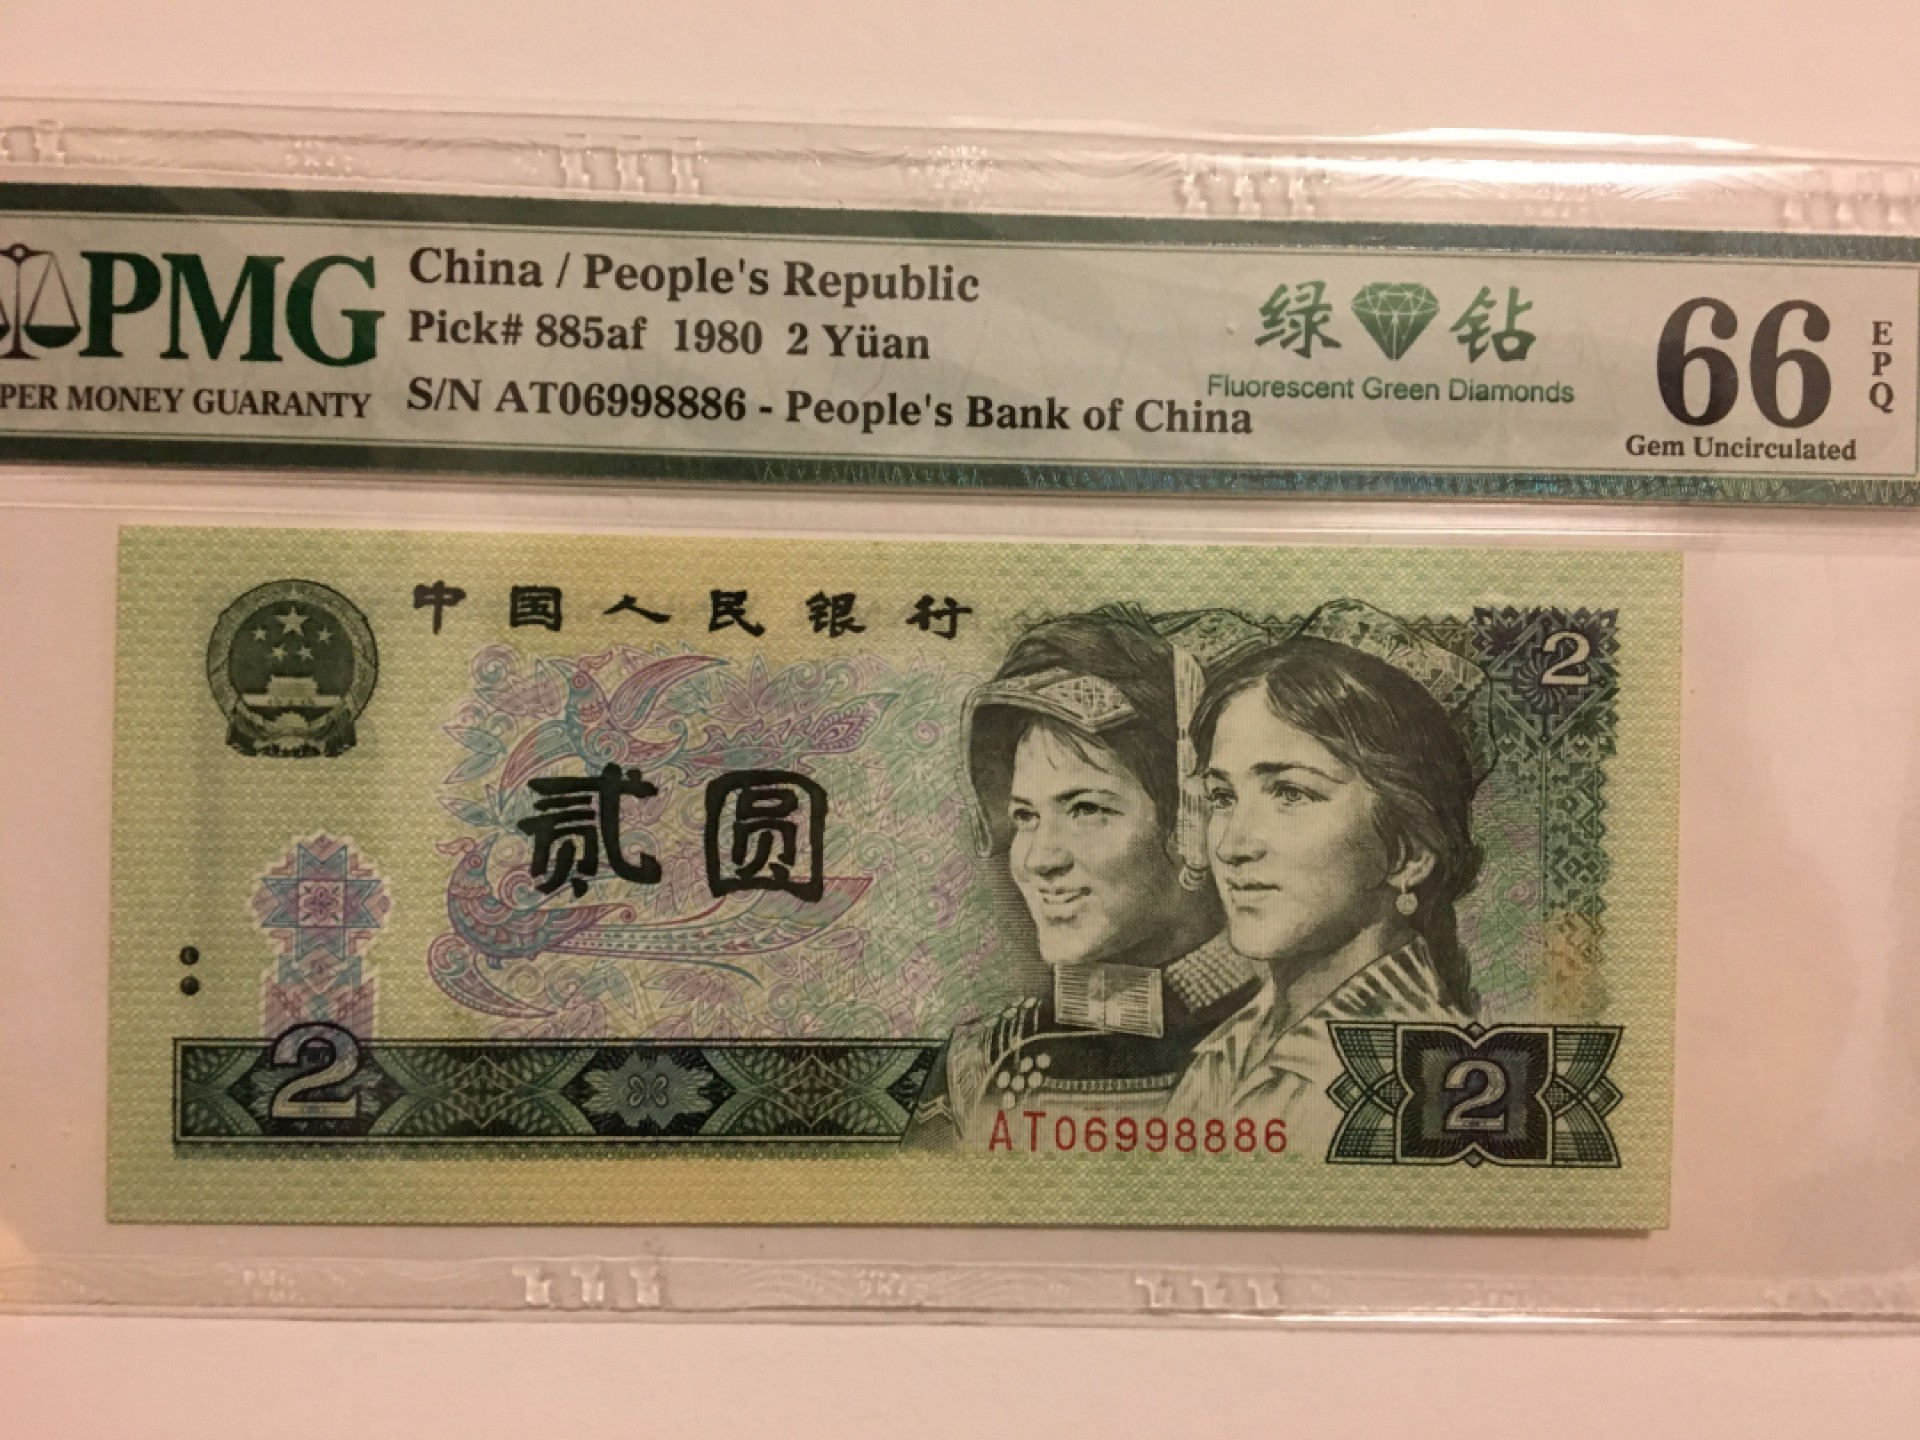 PMG
PER MONEY GUARANTY
China / People's Republic
Pick# 885af 1980 2 Yüan
S/N AT06998886 - People's Bank of China
绿 钻
Fluorescent Green Diamonds
66
EPQ
Gem Uncirculated
中国人民银行
2
贰圆
2
2
AT06998886